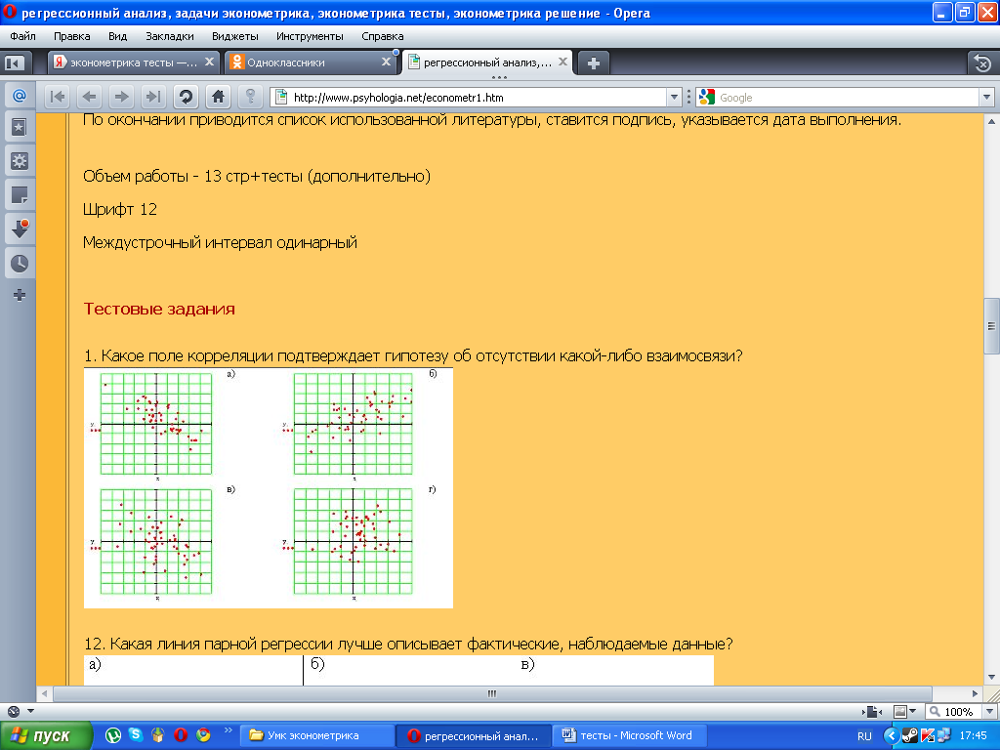 регрессионный анализ, задачи эконометрика, эконометрика тесты, эконометрика решение - Opera
Файл Правка Вид Закладки Виджеты Инструменты Справка
эконометрика тесты —... Одноклассники регрессионный анализ,...
http://www.psyhologia.net/econometr1.htm Google
По окончании приводится список использованной литературы, ставится подпись, указывается дата выполнения.
Объем работы - 13 стр+тесты (дополнительно)
Шрифт 12
Междустрочный интервал одинарный
Тестовые задания
1. Какое поле корреляции подтверждает гипотезу об отсутствии какой-либо взаимосвязи?
а) б)
y, y,
x x
в) г)
y, y,
x x
12. Какая линия парной регрессии лучше описывает фактические, наблюдаемые данные?
а) б) в)
100%
пуск Умк эконометрика регрессионный анал... тесты - Microsoft Word RU 17:45